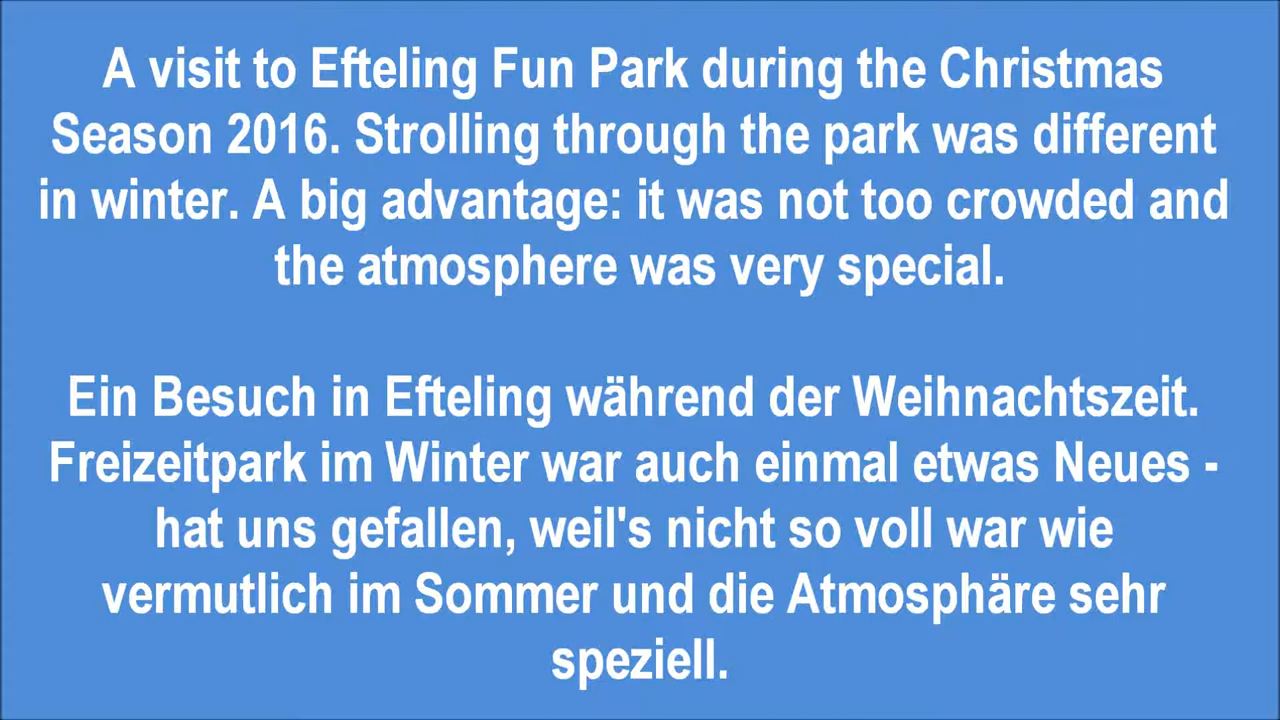 A visit to Efteling Fun Park during the Christmas
Season 2016. Strolling through the park was different
in winter. A big advantage: it was not too crowded and
the atmosphere was very special.
Ein Besuch in Efteling während der Weihnachtszeit.
Freizeitpark im Winter war auch einmal etwas Neues -
hat uns gefallen, weil's nicht so voll war wie
vermutlich im Sommer und die Atmosphäre sehr
speziell.